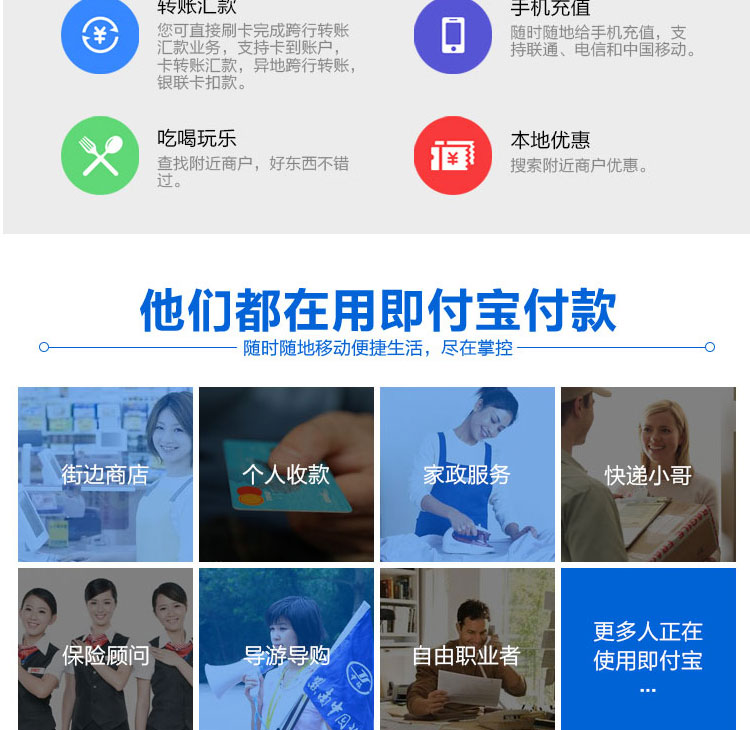 转账汇款
您可直接刷卡完成跨行转账
汇款业务，支持卡到账户，
卡转账汇款，异地跨行转账，
银联卡扣款。
手机充值
随时随地给手机充值，支
持联通、电信和中国移动。
吃喝玩乐
查找附近商户，好东西不错
过。
本地优惠
搜索附近商户优惠。
他们都在用即付宝付款
随时随地移动便捷生活，尽在掌控
街边商店
个人收款
家政服务
快递小哥
保险顾问
导游导购
自由职业者
更多人正在
使用即付宝
...